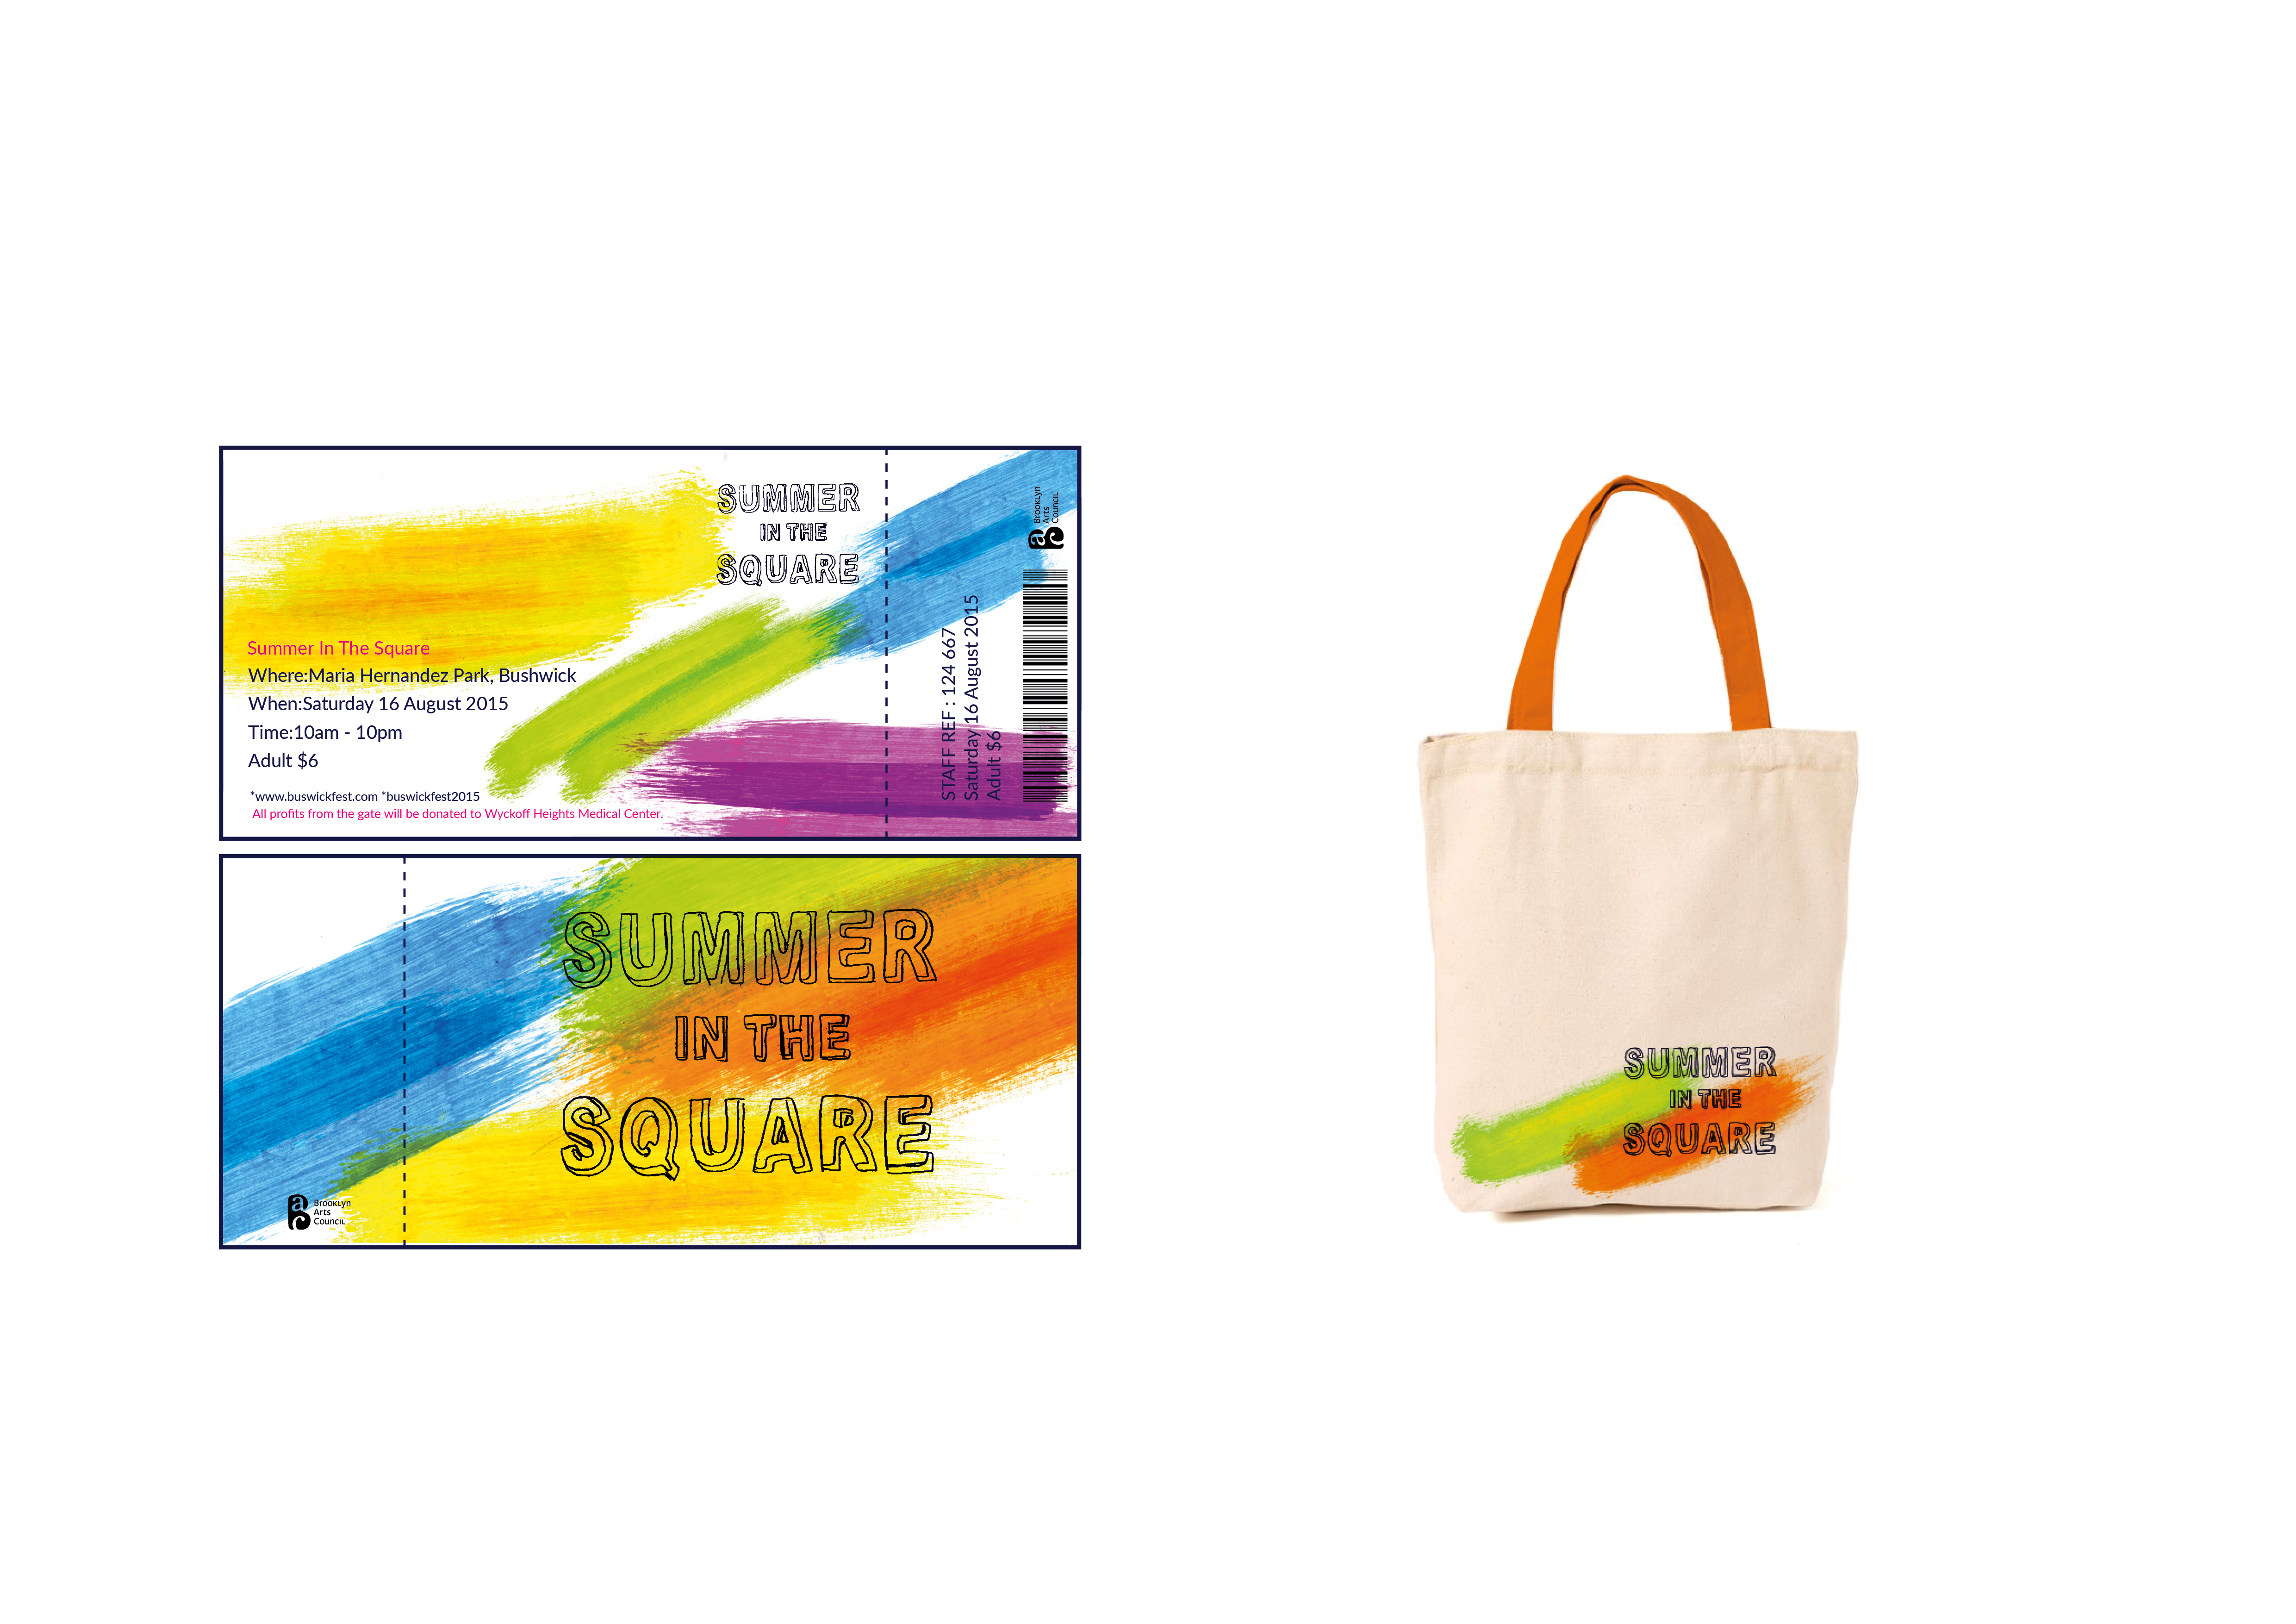 SUMMER
IN THE
SQUARE
Summer In The Square
Where:Maria Hernandez Park, Bushwick
When:Saturday 16 August 2015
Time:10am - 10pm
Adult $6
*www.buswickfest.com *buswickfest2015
All profits from the gate will be donated to Wyckoff Heights Medical Center.
STAFF REF : 124 667
Saturday 16 August 2015
Adult $6
Brooklyn
Arts
Council
SUMMER
IN THE
SQUARE
Brooklyn
Arts
Council
SUMMER
IN THE
SQUARE